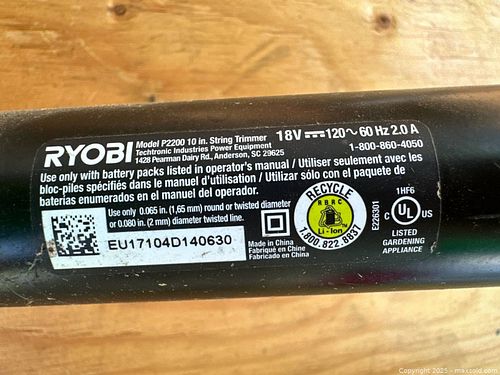 RYOBI
Model P2200 10 in. String Trimmer
Techtronic Industries Power Equipment
1428 Pearman Dairy Rd., Anderson, SC 29625
18V ⎓ 120~ 60 Hz 2.0 A
1-800-860-4050
Use only with battery packs listed in operator's manual / Utiliser seulement avec les
bloc-piles spécifiés dans le manuel d'utilisation / Utilizar sólo con el paquete de
baterías enumerados en el manual del operador.
Use only 0.065 in. (1,65 mm) round or twisted diameter
or 0.080 in. (2 mm) diameter twisted line.
EU17104D140630
Made in China
Fabriqué en Chine
Fabricado en China
RECYCLE
RBRC
Li-Ion™
1.800.822.8837
E226301
1HF6
C UL US
LISTED
GARDENING
APPLIANCE
Copyright 2025 - maxsold.com